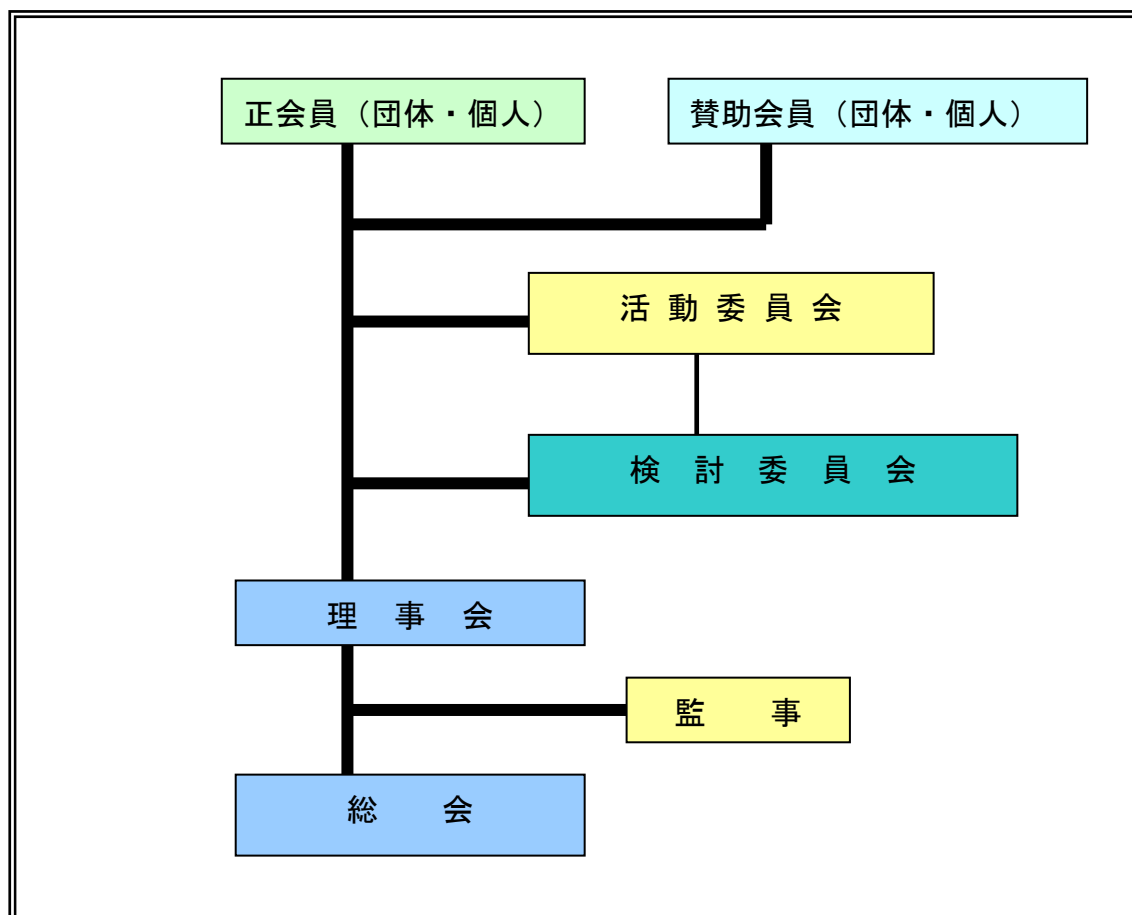 正会員（団体・個人）
賛助会員（団体・個人）
活 動 委 員 会
検 討 委 員 会
理 事 会
監 事
総 会